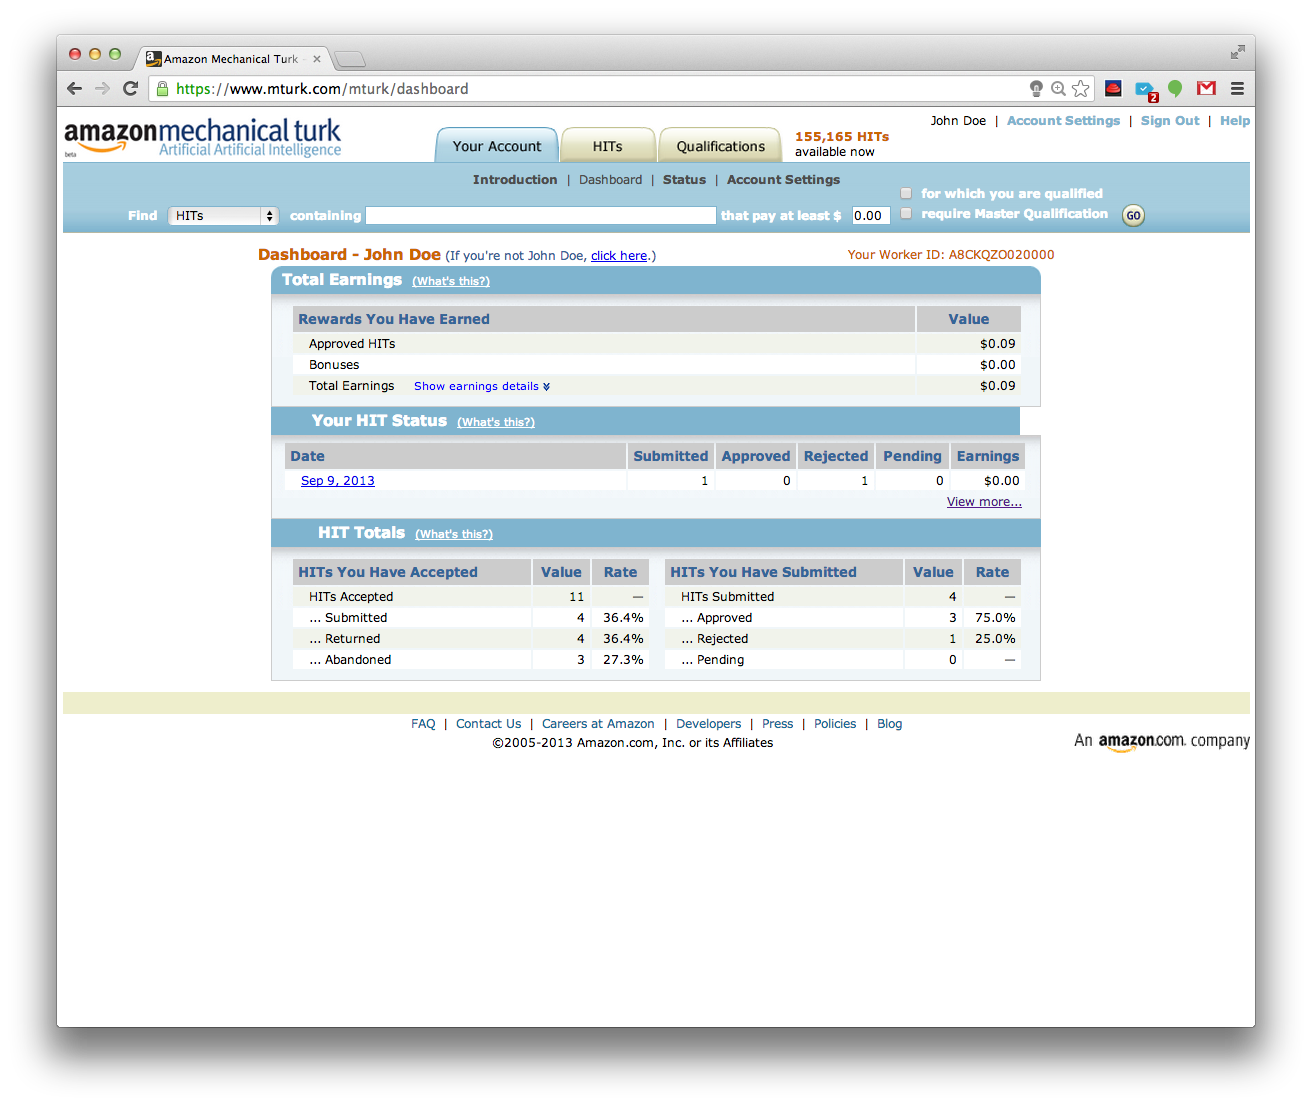 Amazon Mechanical Turk
https://www.mturk.com/mturk/dashboard
2
John Doe | Account Settings | Sign Out | Help
amazonmechanical turk
beta
Artificial Artificial Intelligence
Your Account
HITs
Qualifications
155,165 HITs
available now
Introduction | Dashboard | Status | Account Settings
Find HITs containing that pay at least $ 0.00
for which you are qualified
require Master Qualification
GO
Dashboard - John Doe (If you're not John Doe, click here.)
Your Worker ID: A8CKQZO020000
Total Earnings (What's this?)
Rewards You Have Earned Value
Approved HITs $0.09
Bonuses $0.00
Total Earnings Show earnings details $0.09
Your HIT Status (What's this?)
Date Submitted Approved Rejected Pending Earnings
Sep 9, 2013 1 0 1 0 $0.00
View more...
HIT Totals (What's this?)
HITs You Have Accepted Value Rate
HITs Accepted 11 —
... Submitted 4 36.4%
... Returned 4 36.4%
... Abandoned 3 27.3%
HITs You Have Submitted Value Rate
HITs Submitted 4 —
... Approved 3 75.0%
... Rejected 1 25.0%
... Pending 0 —
FAQ | Contact Us | Careers at Amazon | Developers | Press | Policies | Blog
©2005-2013 Amazon.com, Inc. or its Affiliates
An amazon.com. company